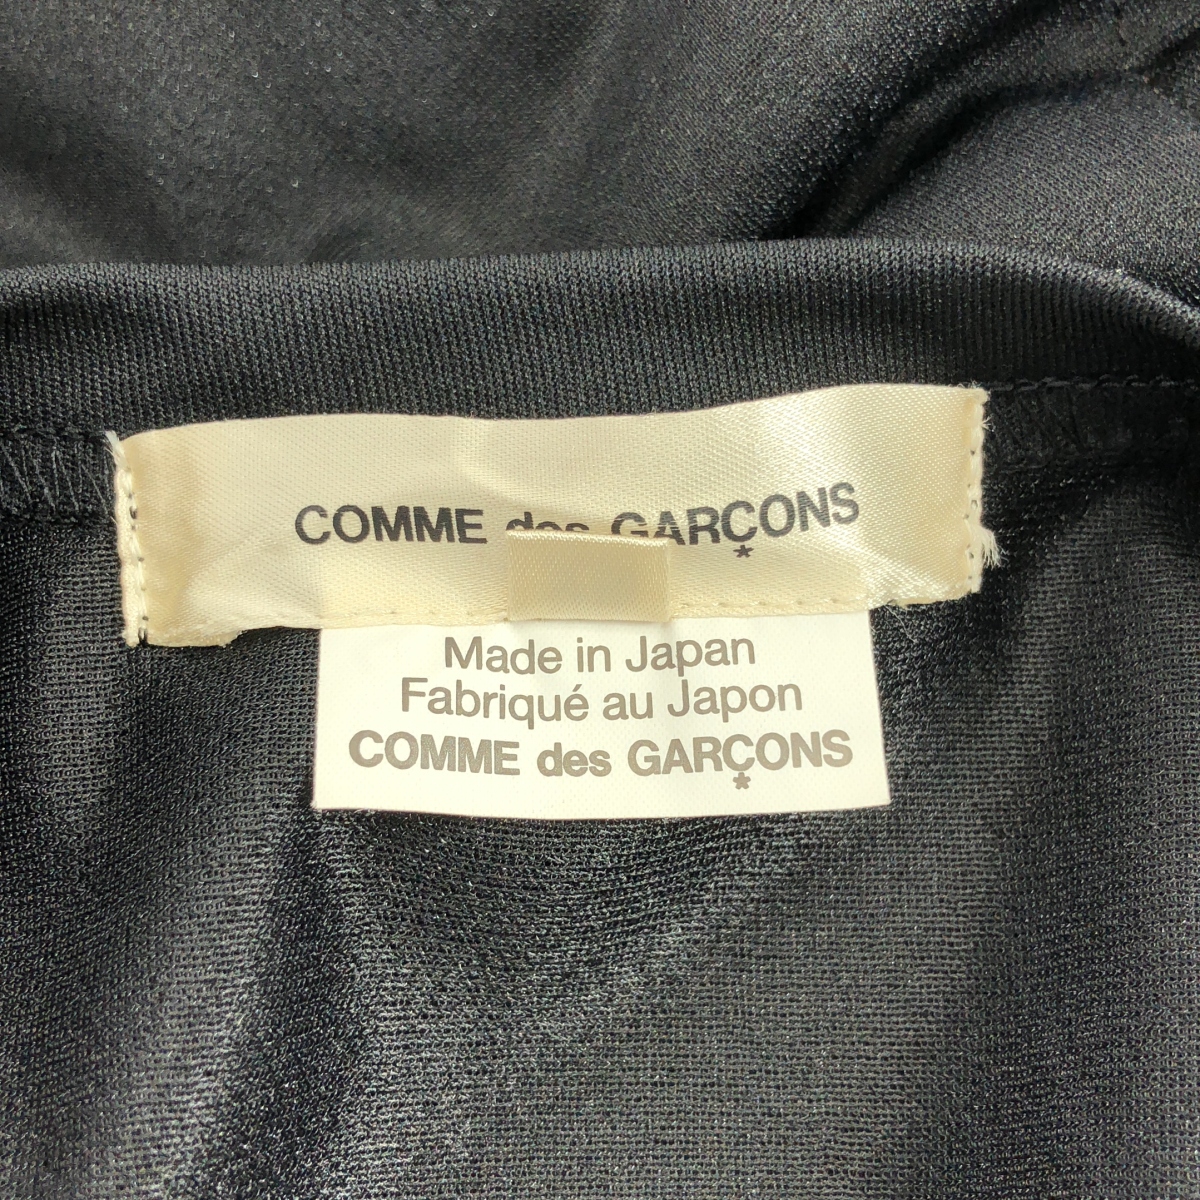 COMME des GARÇONS
*
Made in Japan
Fabriqué au Japon
COMME des GARÇONS
*